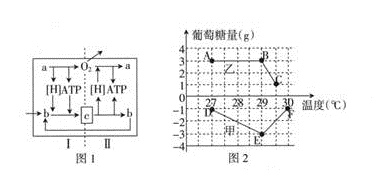 a O₂ a
[H] ATP [H] ATP
b c b
Ⅰ Ⅱ
图1
葡萄糖量(g)
4
3
2
1
0
-1
-2
-3
-4
A B
乙
C
27 28 29 30 温度(℃)
D 甲 F
E
图2